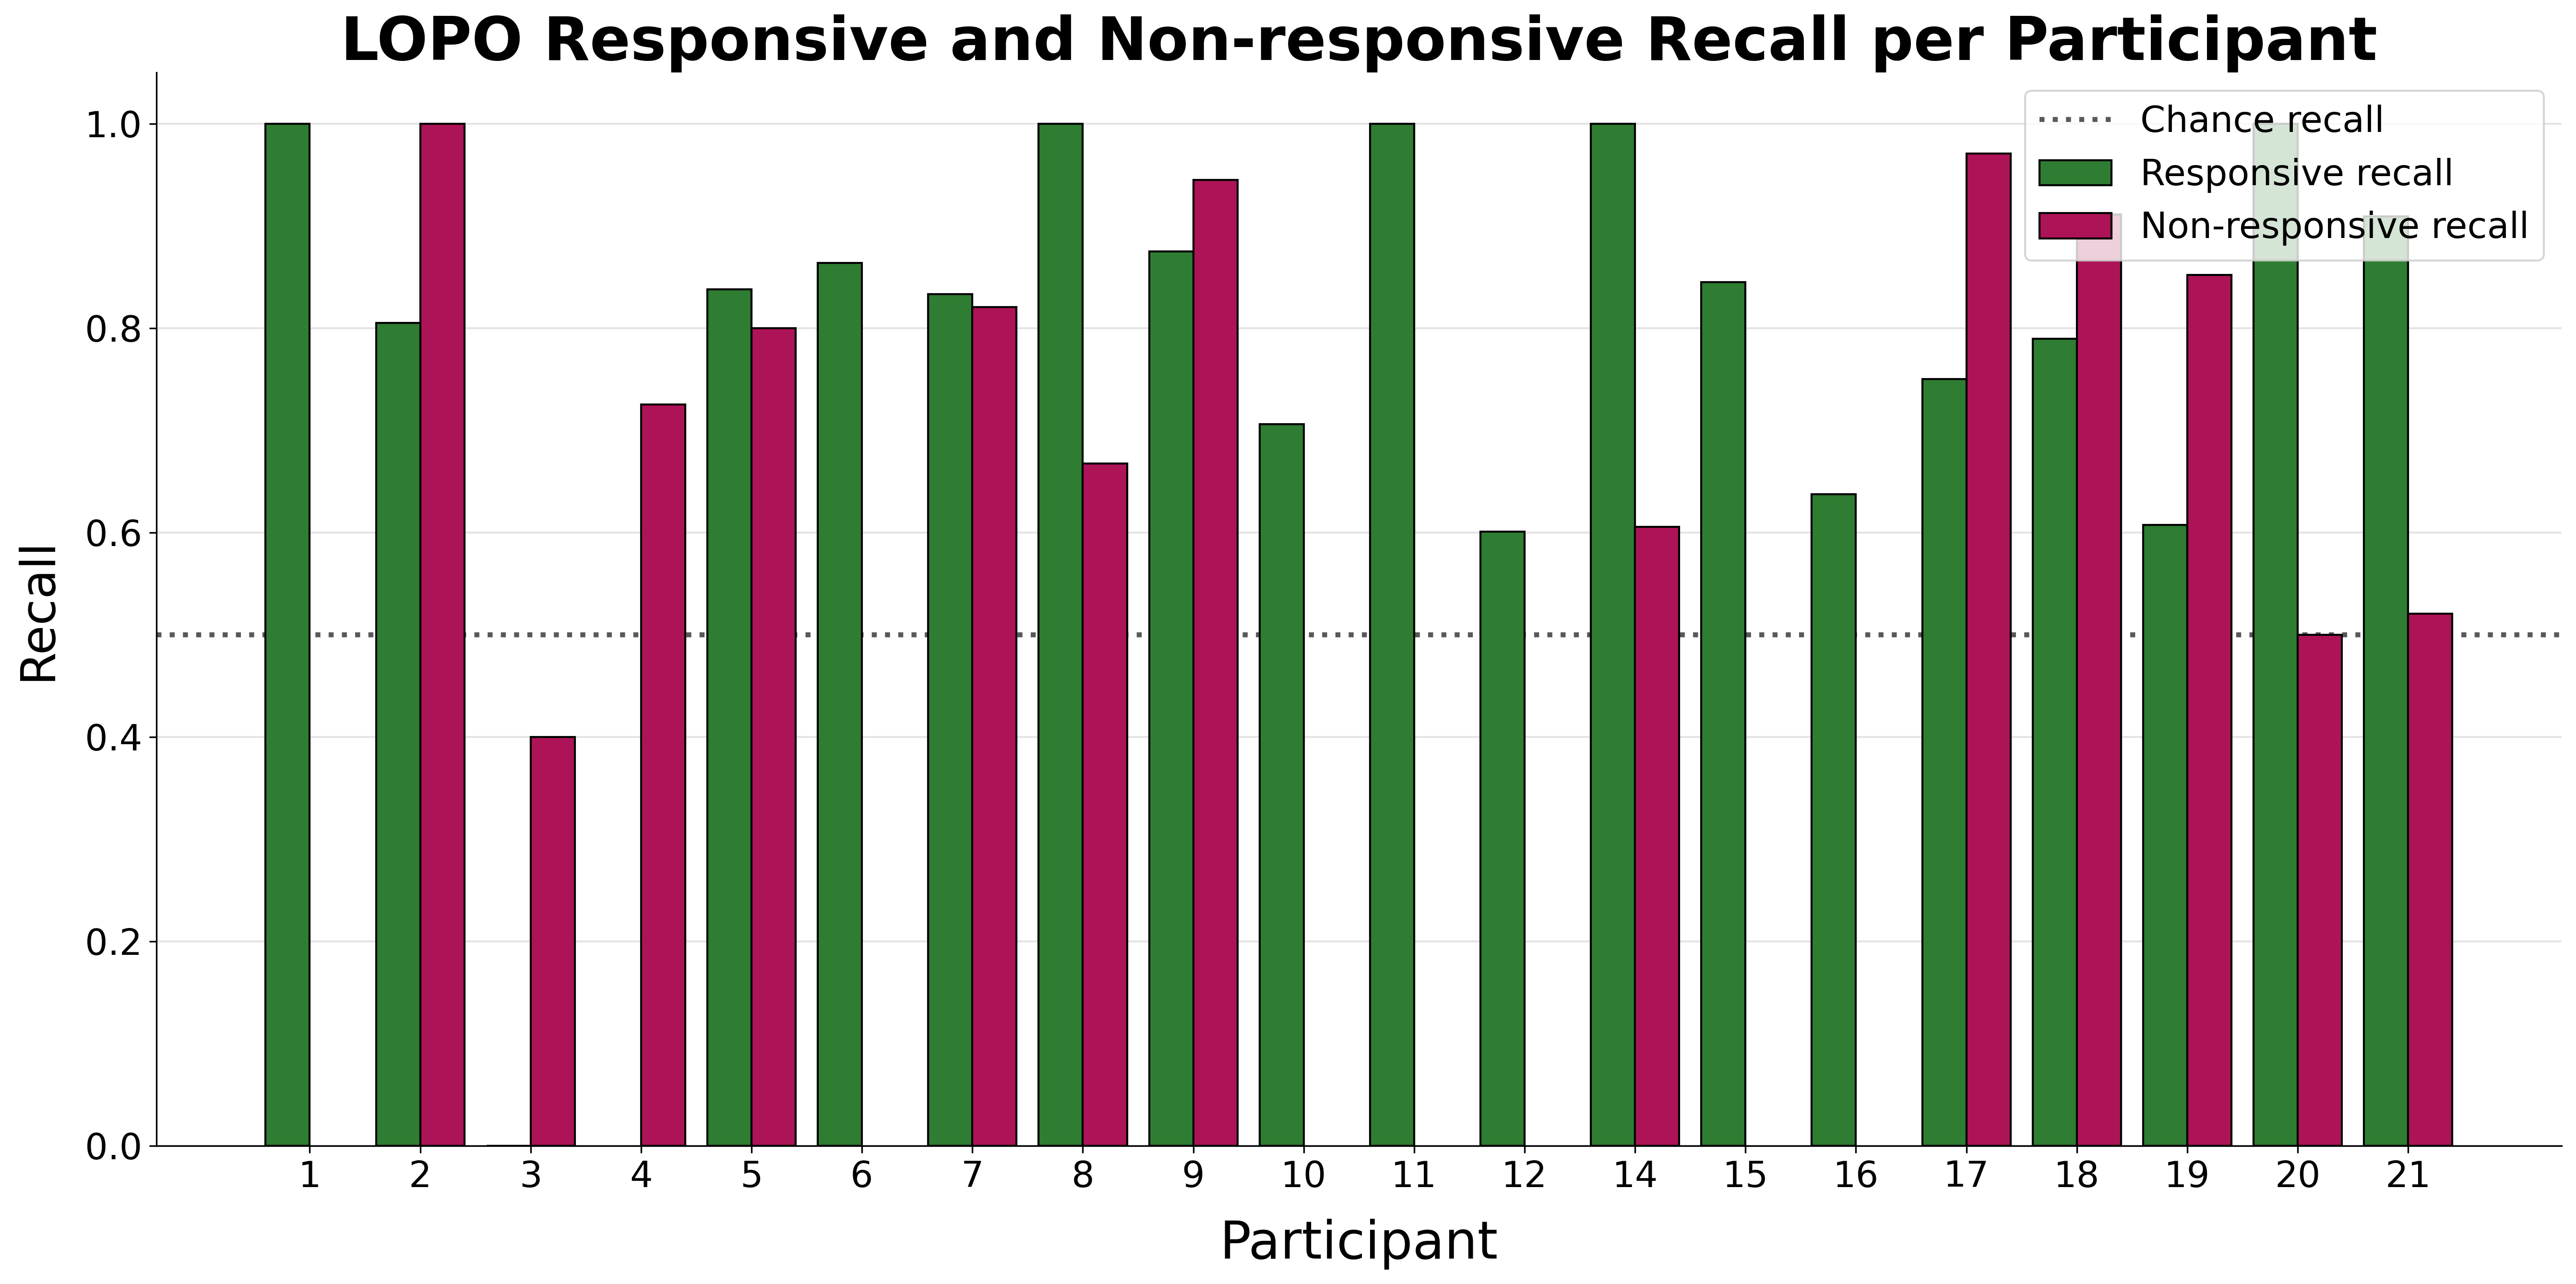 LOPO Responsive and Non-responsive Recall per Participant
Chance recall
Responsive recall
Non-responsive recall
Recall
1.0
0.8
0.6
0.4
0.2
0.0
1 2 3 4 5 6 7 8 9 10 11 12 14 15 16 17 18 19 20 21
Participant